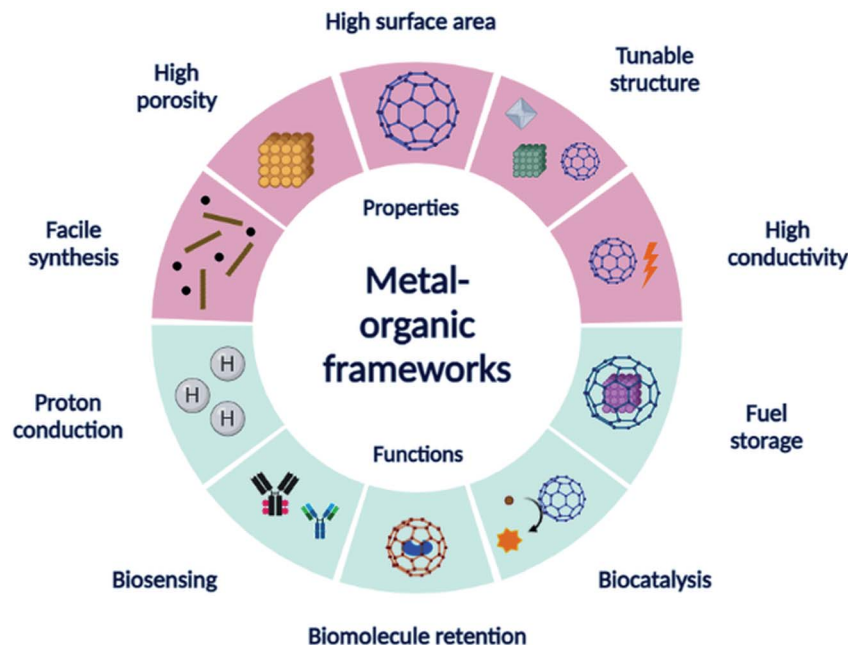 High surface area
High
porosity
Tunable
structure
Facile
synthesis
Properties
High
conductivity
Metal-
organic
frameworks
Proton
conduction
H
H
H
Functions
Fuel
storage
Biosensing
Biocatalysis
Biomolecule retention